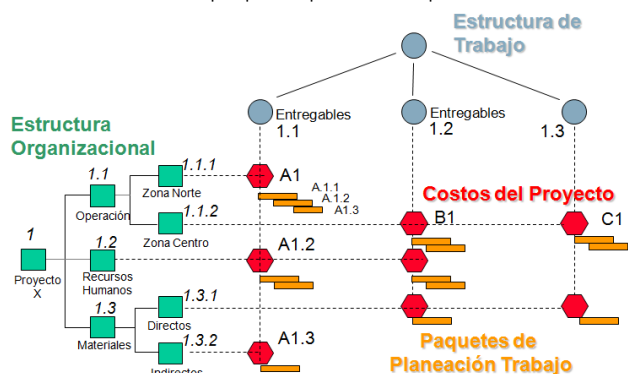 Estructura de
Trabajo
Entregables
1.1
Entregables
1.2
1.3
Estructura
Organizacional
1.1
Operación
1.1.1
Zona Norte
A1
A.1.1
A.1.2
A1.3
Costos del Proyecto
1.1.2
Zona Centro
B1
C1
1
Proyecto
X
1.2
Recursos
Humanos
A1.2
1.3
Materiales
1.3.1
Directos
1.3.2
Indirectos
A1.3
Paquetes de
Planeación Trabajo